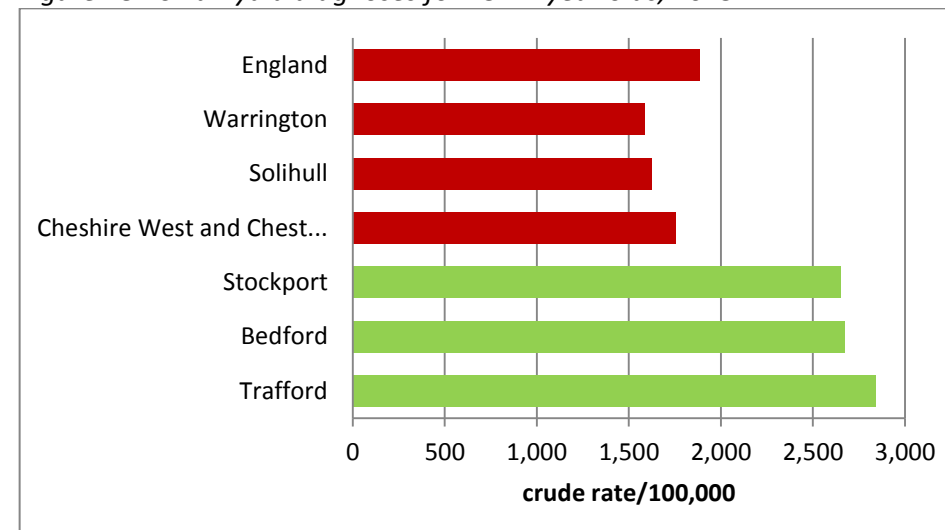 England
Warrington
Solihull
Cheshire West and Chest...
Stockport
Bedford
Trafford
0 500 1,000 1,500 2,000 2,500 3,000
crude rate/100,000